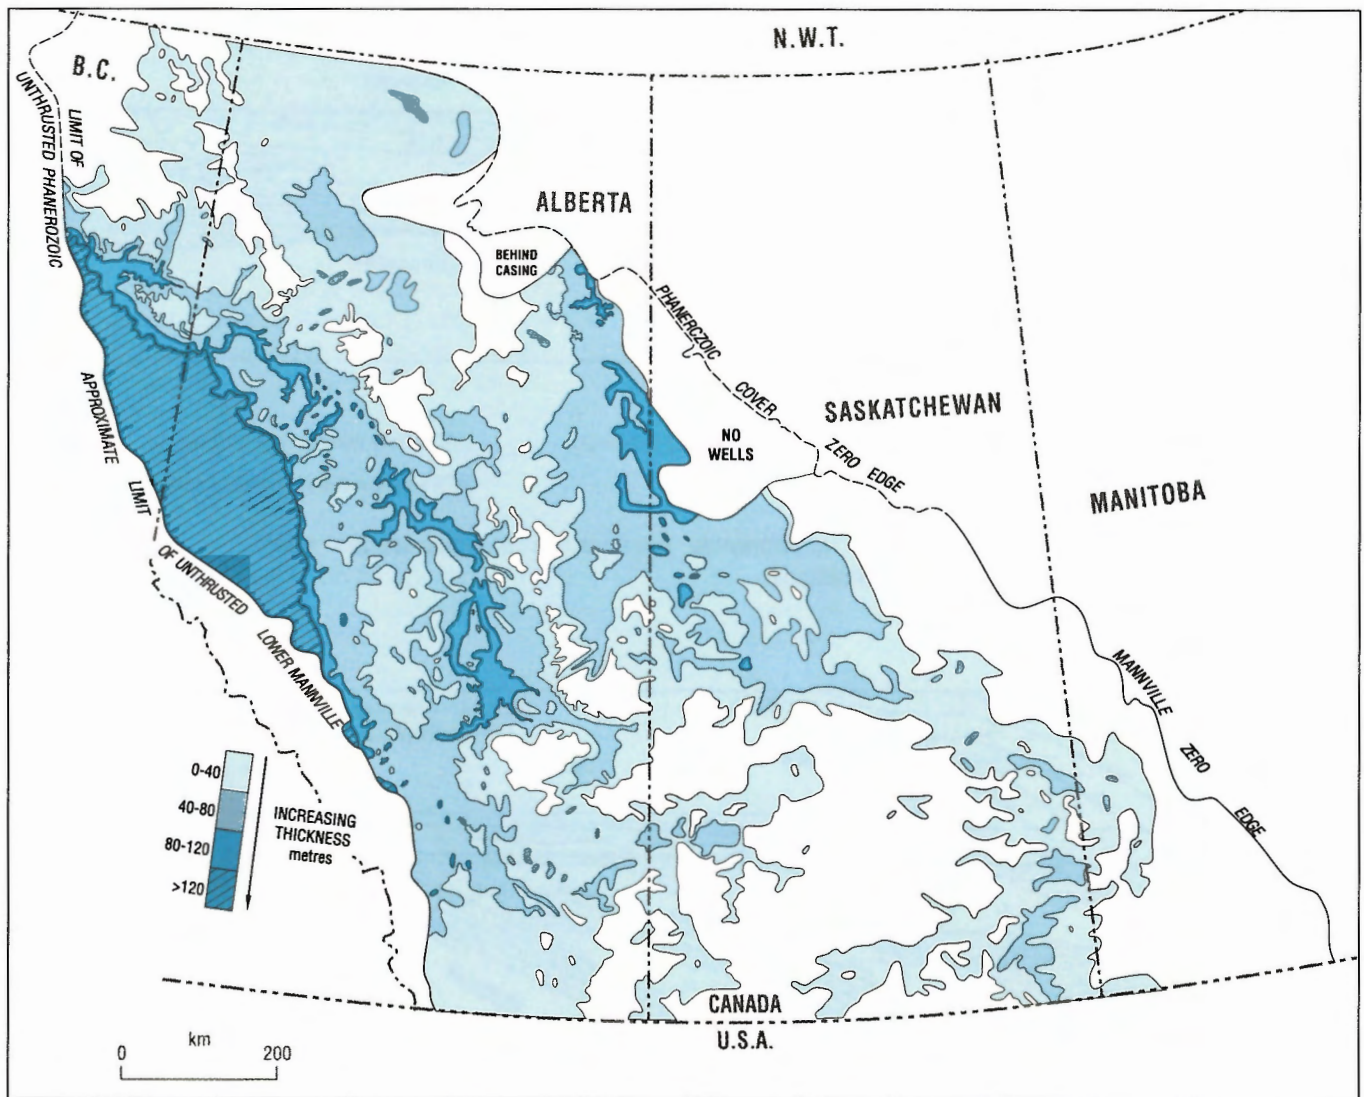 N.W.T.
B.C.
LIMIT OF
UNTHRUSTED PHANEROZOIC
ALBERTA
BEHIND
CASING
PHANERCZOIC
COVER
ZERO EDGE
SASKATCHEWAN
NO
WELLS
MANITOBA
APPROXIMATE
LIMIT
OF UNTHRUSTED
LOWER MANNVILLE
MANNVILLE
ZERO
EDGE
0-40
40-80
80-120
>120
INCREASING
THICKNESS
metres
CANADA
U.S.A.
km
0 200